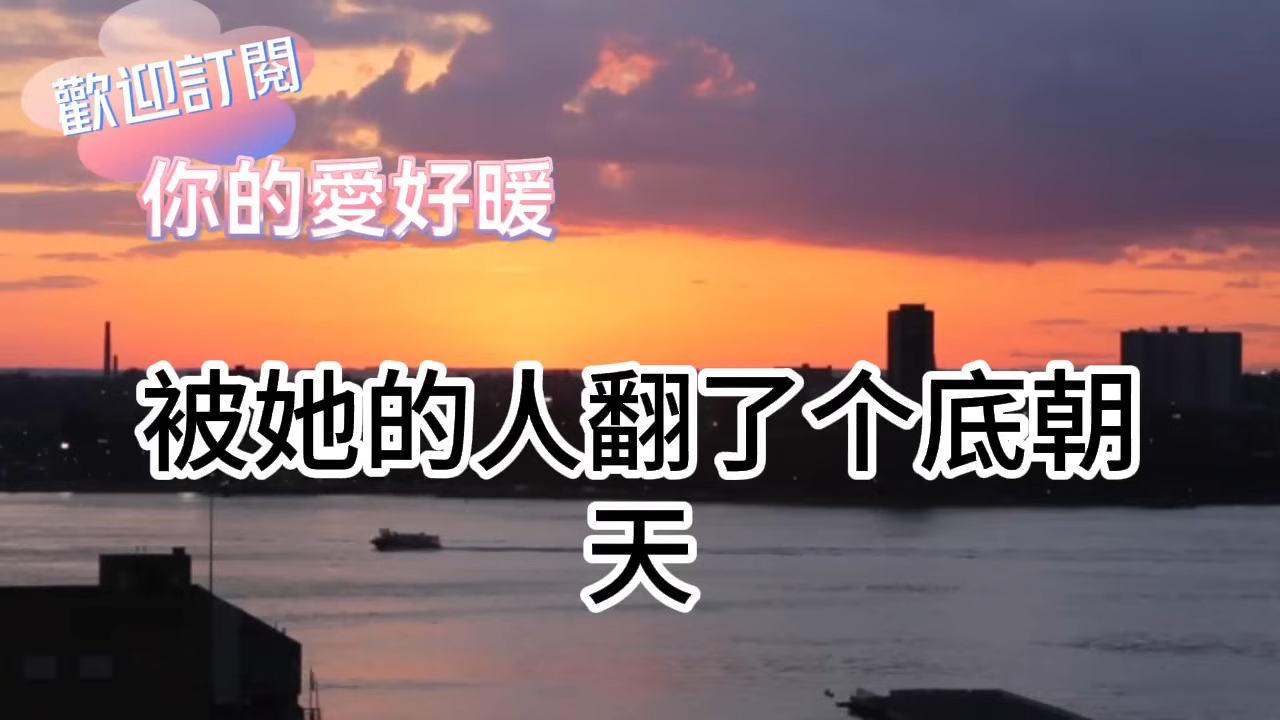 歡迎訂閱
你的愛好暖
被她的人翻了个底朝
天